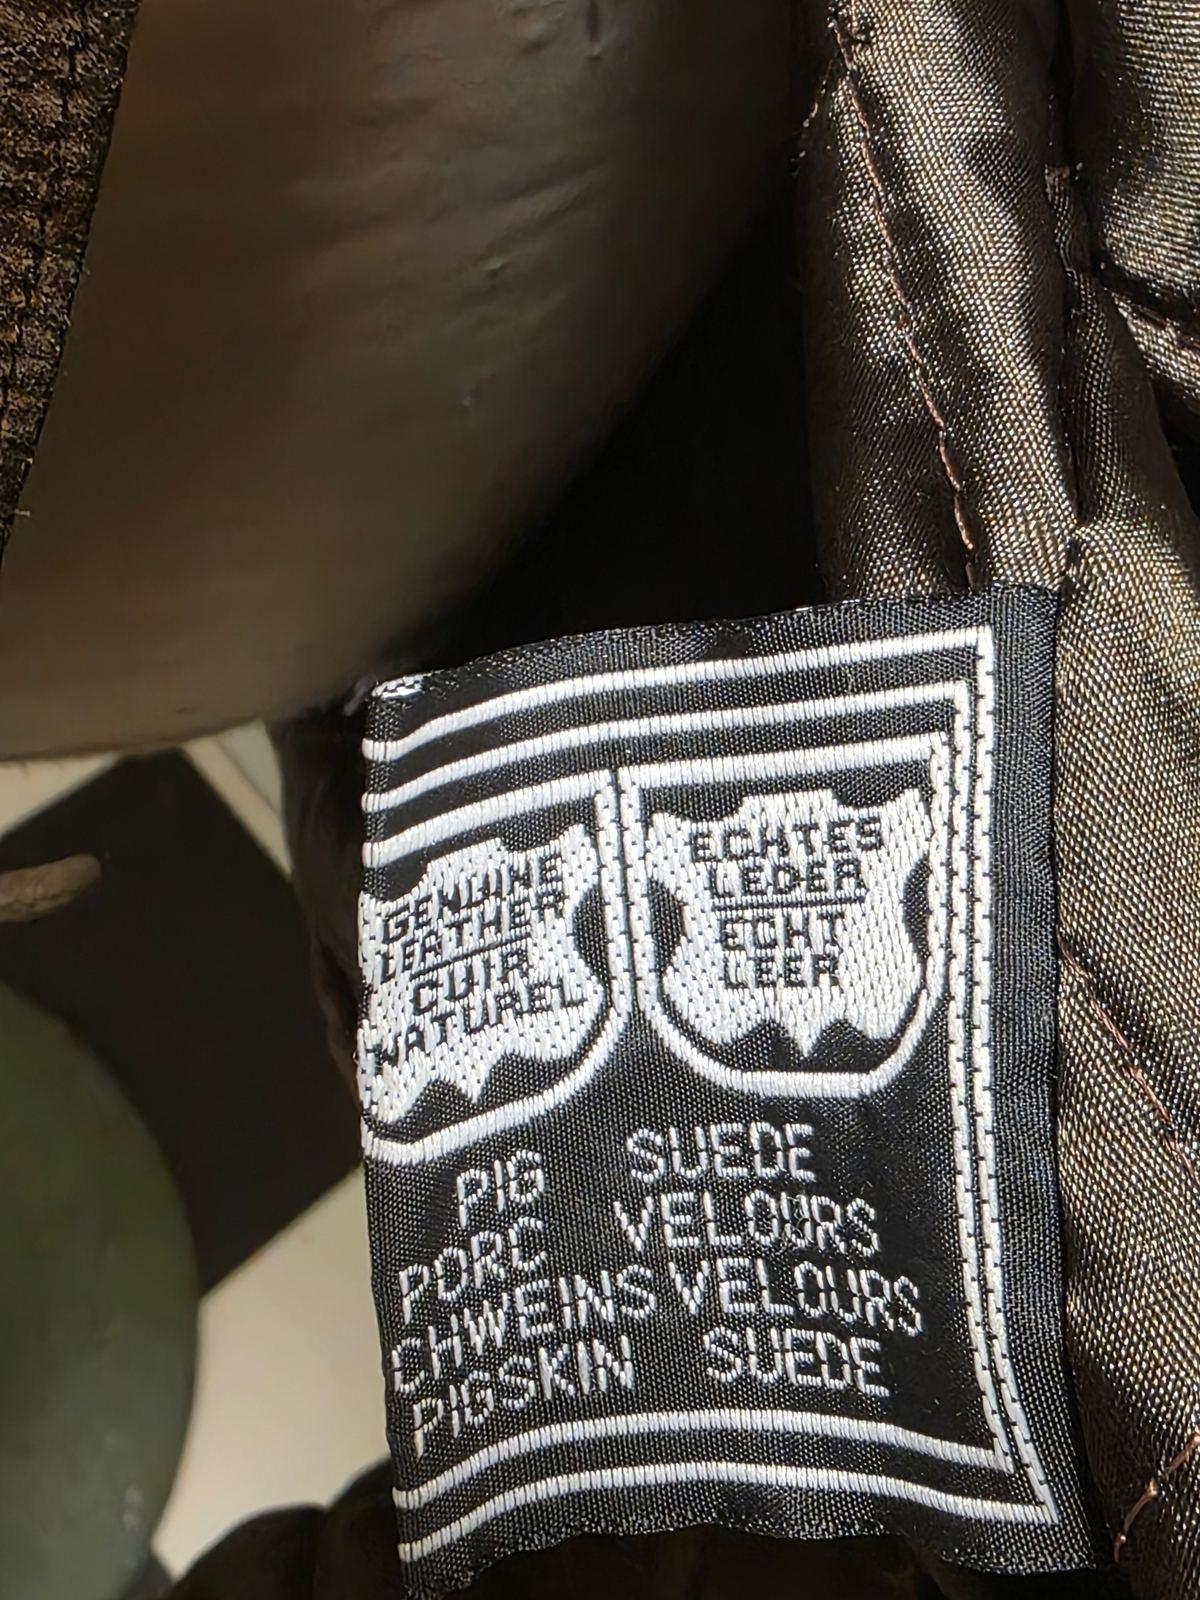 GENUINE
LEATHER
CUIR
NATUREL
ECHTES
LEDER
ECHT
LEER
PIG SUEDE
PORC VELOURS
CHWEINS VELOURS
PIGSKIN SUEDE